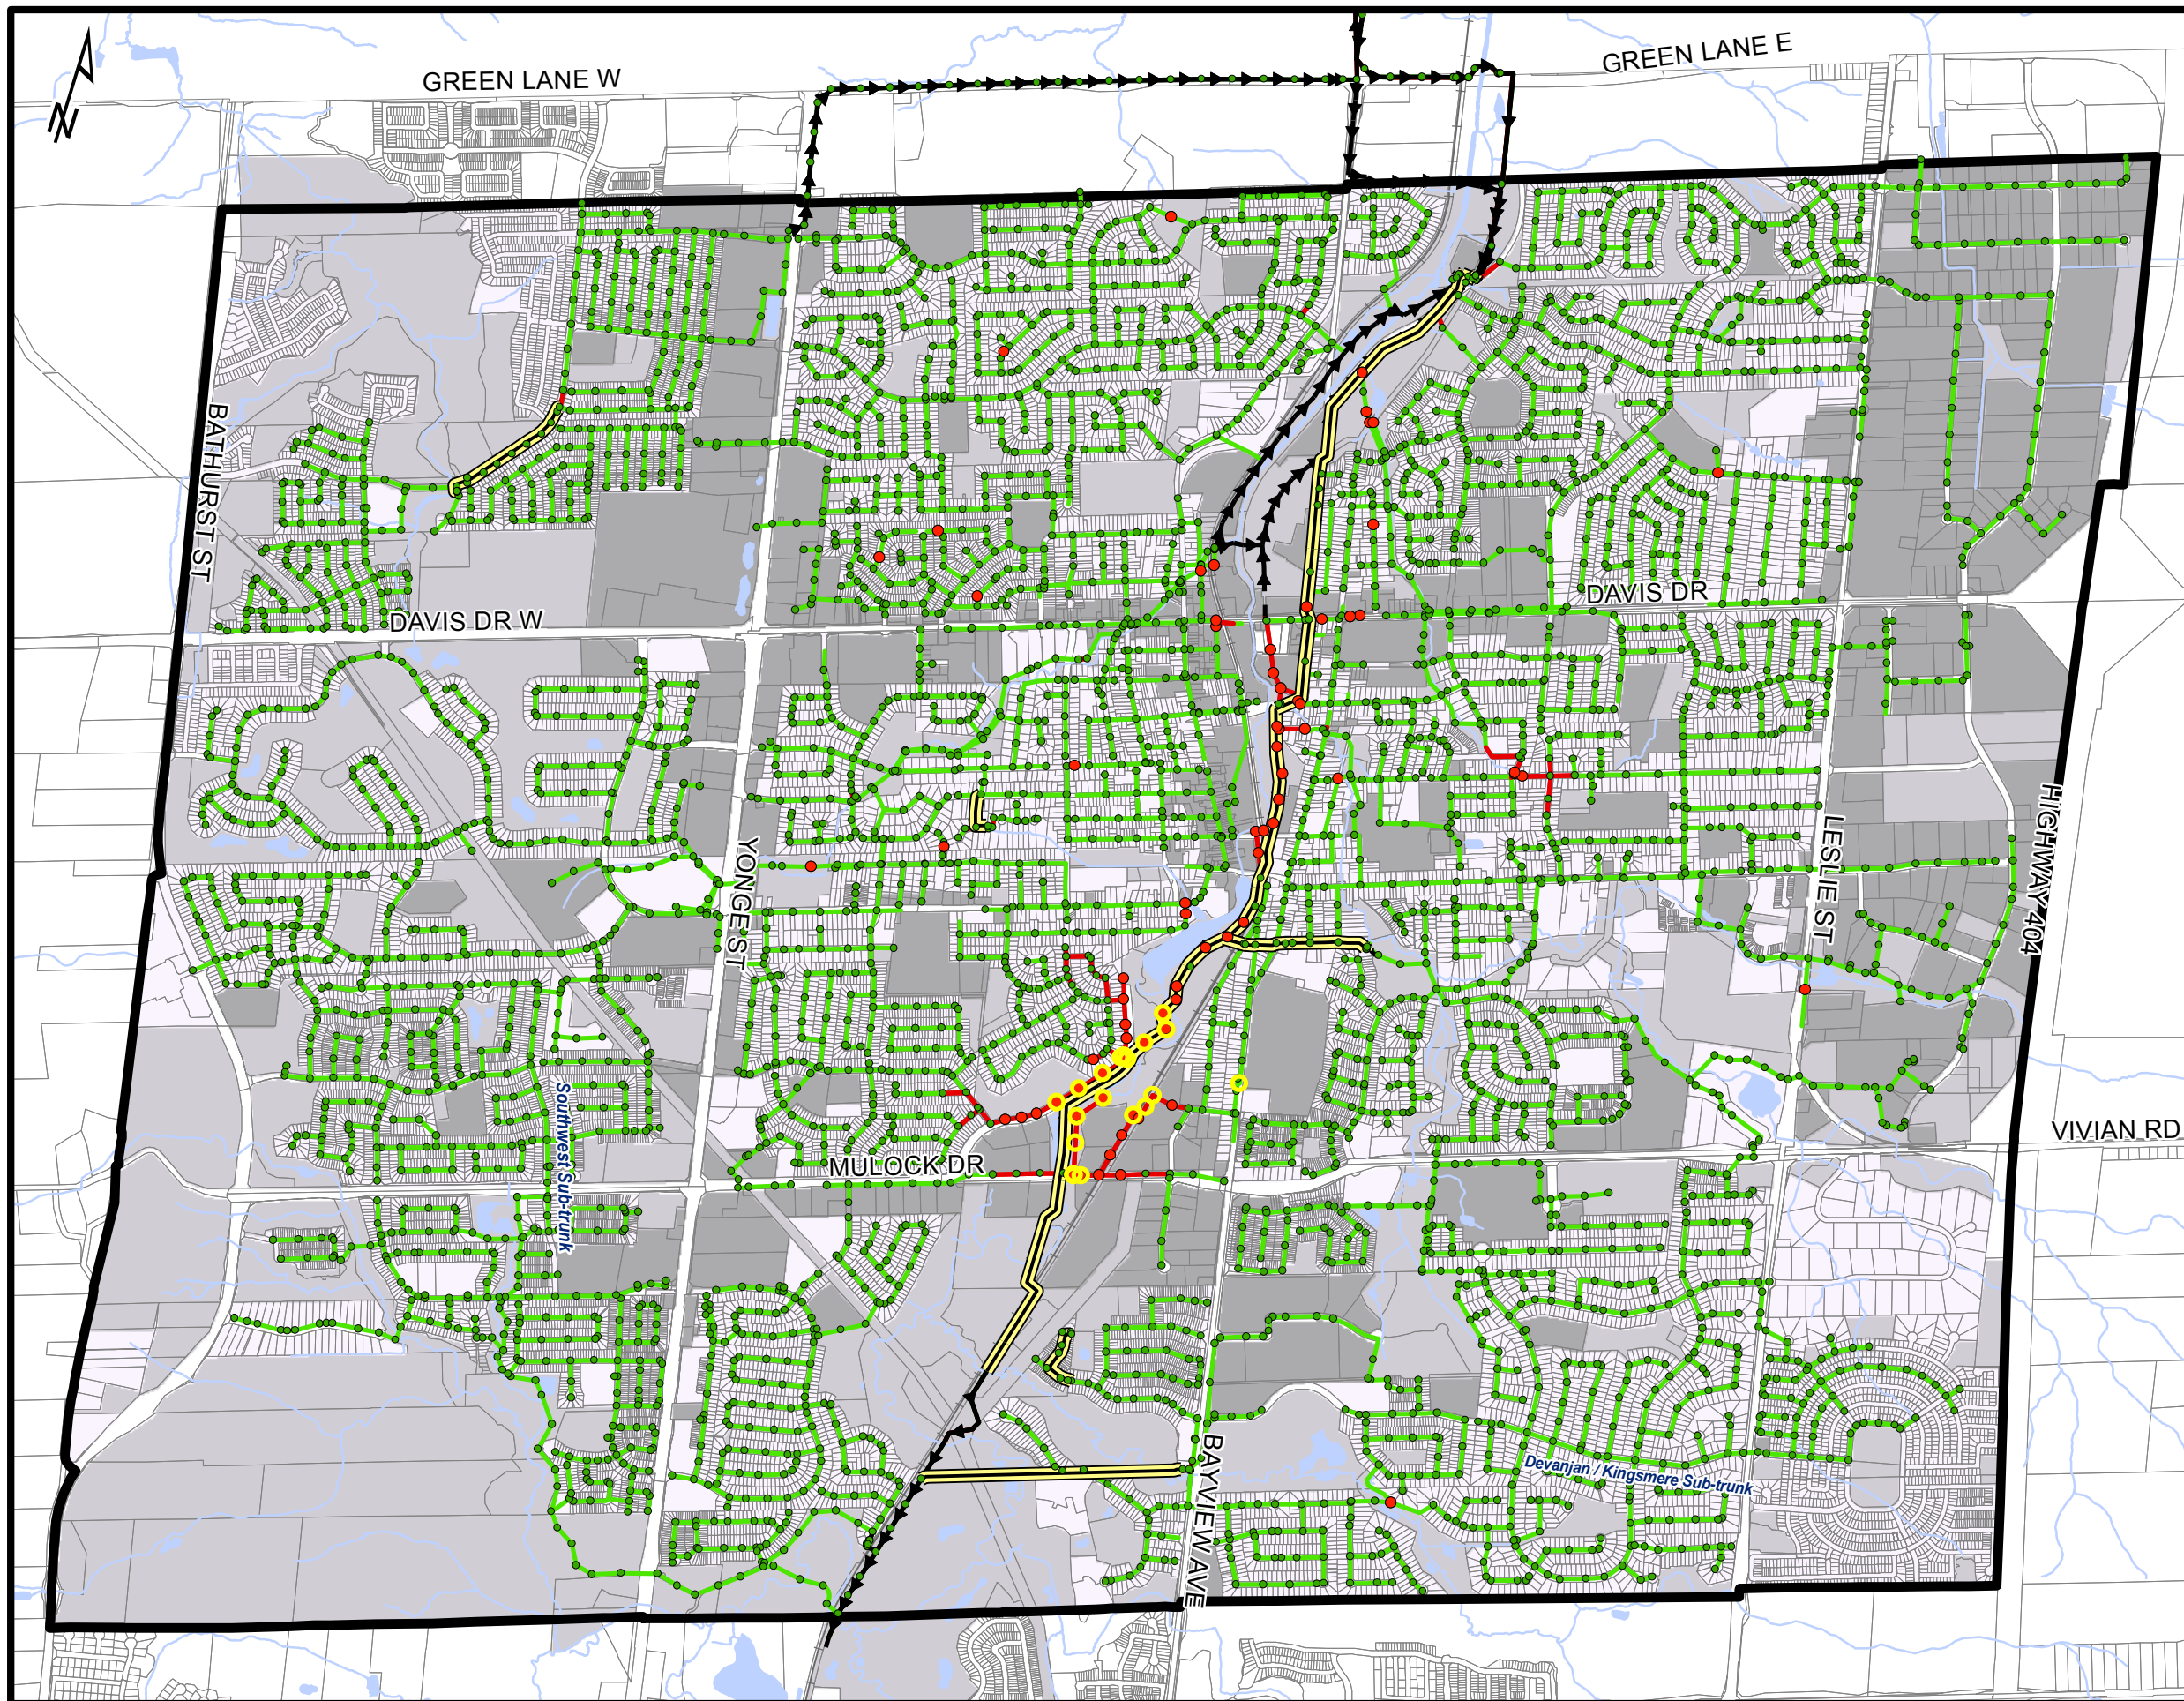 GREEN LANE E
GREEN LANE W
N
BATHURST ST
DAVIS DR
DAVIS DR W
HIGHWAY 404
LESLIE ST
YONGE ST
Southwest Sub-trunk
VIVIAN RD
MULOCK DR
BAYVIEW AVE
Devanjan / Kingsmere Sub-trunk